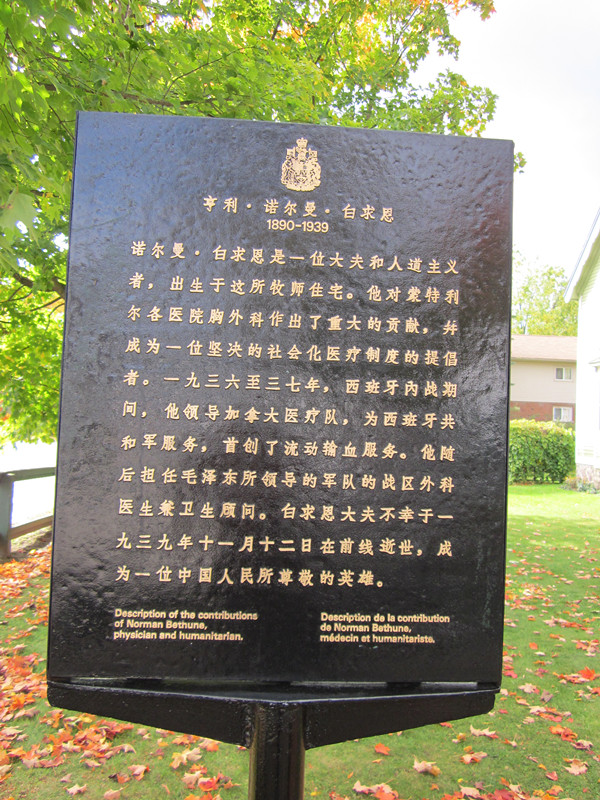 亨利·诺尔曼·白求恩
1890-1939
诺尔曼·白求恩是一位大夫和人道主义
者，出生于这所牧师住宅。他对蒙特利
尔各医院胸外科作出了重大的贡献，并
成为一位坚决的社会化医疗制度的提倡
者。一九三六至三七年，西班牙内战期
间，他领导加拿大医疗队，为西班牙共
和军服务，首创了流动输血服务。他随
后担任毛泽东所领导的军队的战区外科
医生兼卫生顾问。白求恩大夫不幸于一
九三九年十一月十二日在前线逝世，成
为一位中国人民所尊敬的英雄。
Description of the contributions
of Norman Bethune,
physician and humanitarian.
Description de la contribution
de Norman Bethune,
médecin et humanitariste.